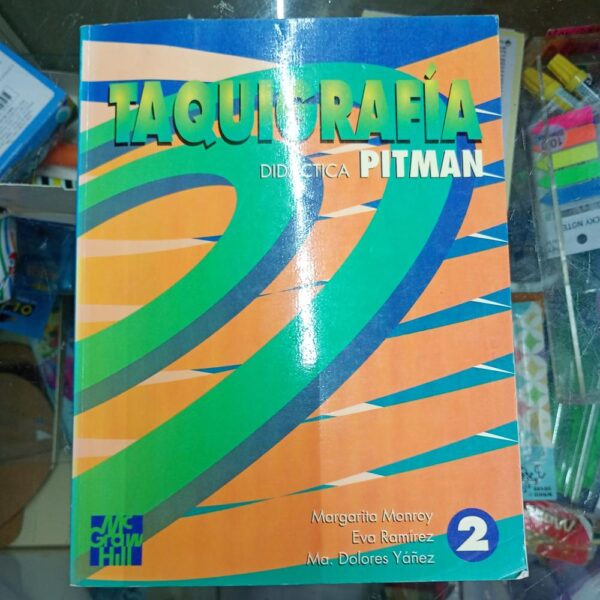 TAQUIGRAFÍA
DIDÁCTICA PITMAN
Margarita Monroy
Eva Ramírez
Ma. Dolores Yáñez
2
Mc
Graw
Hill